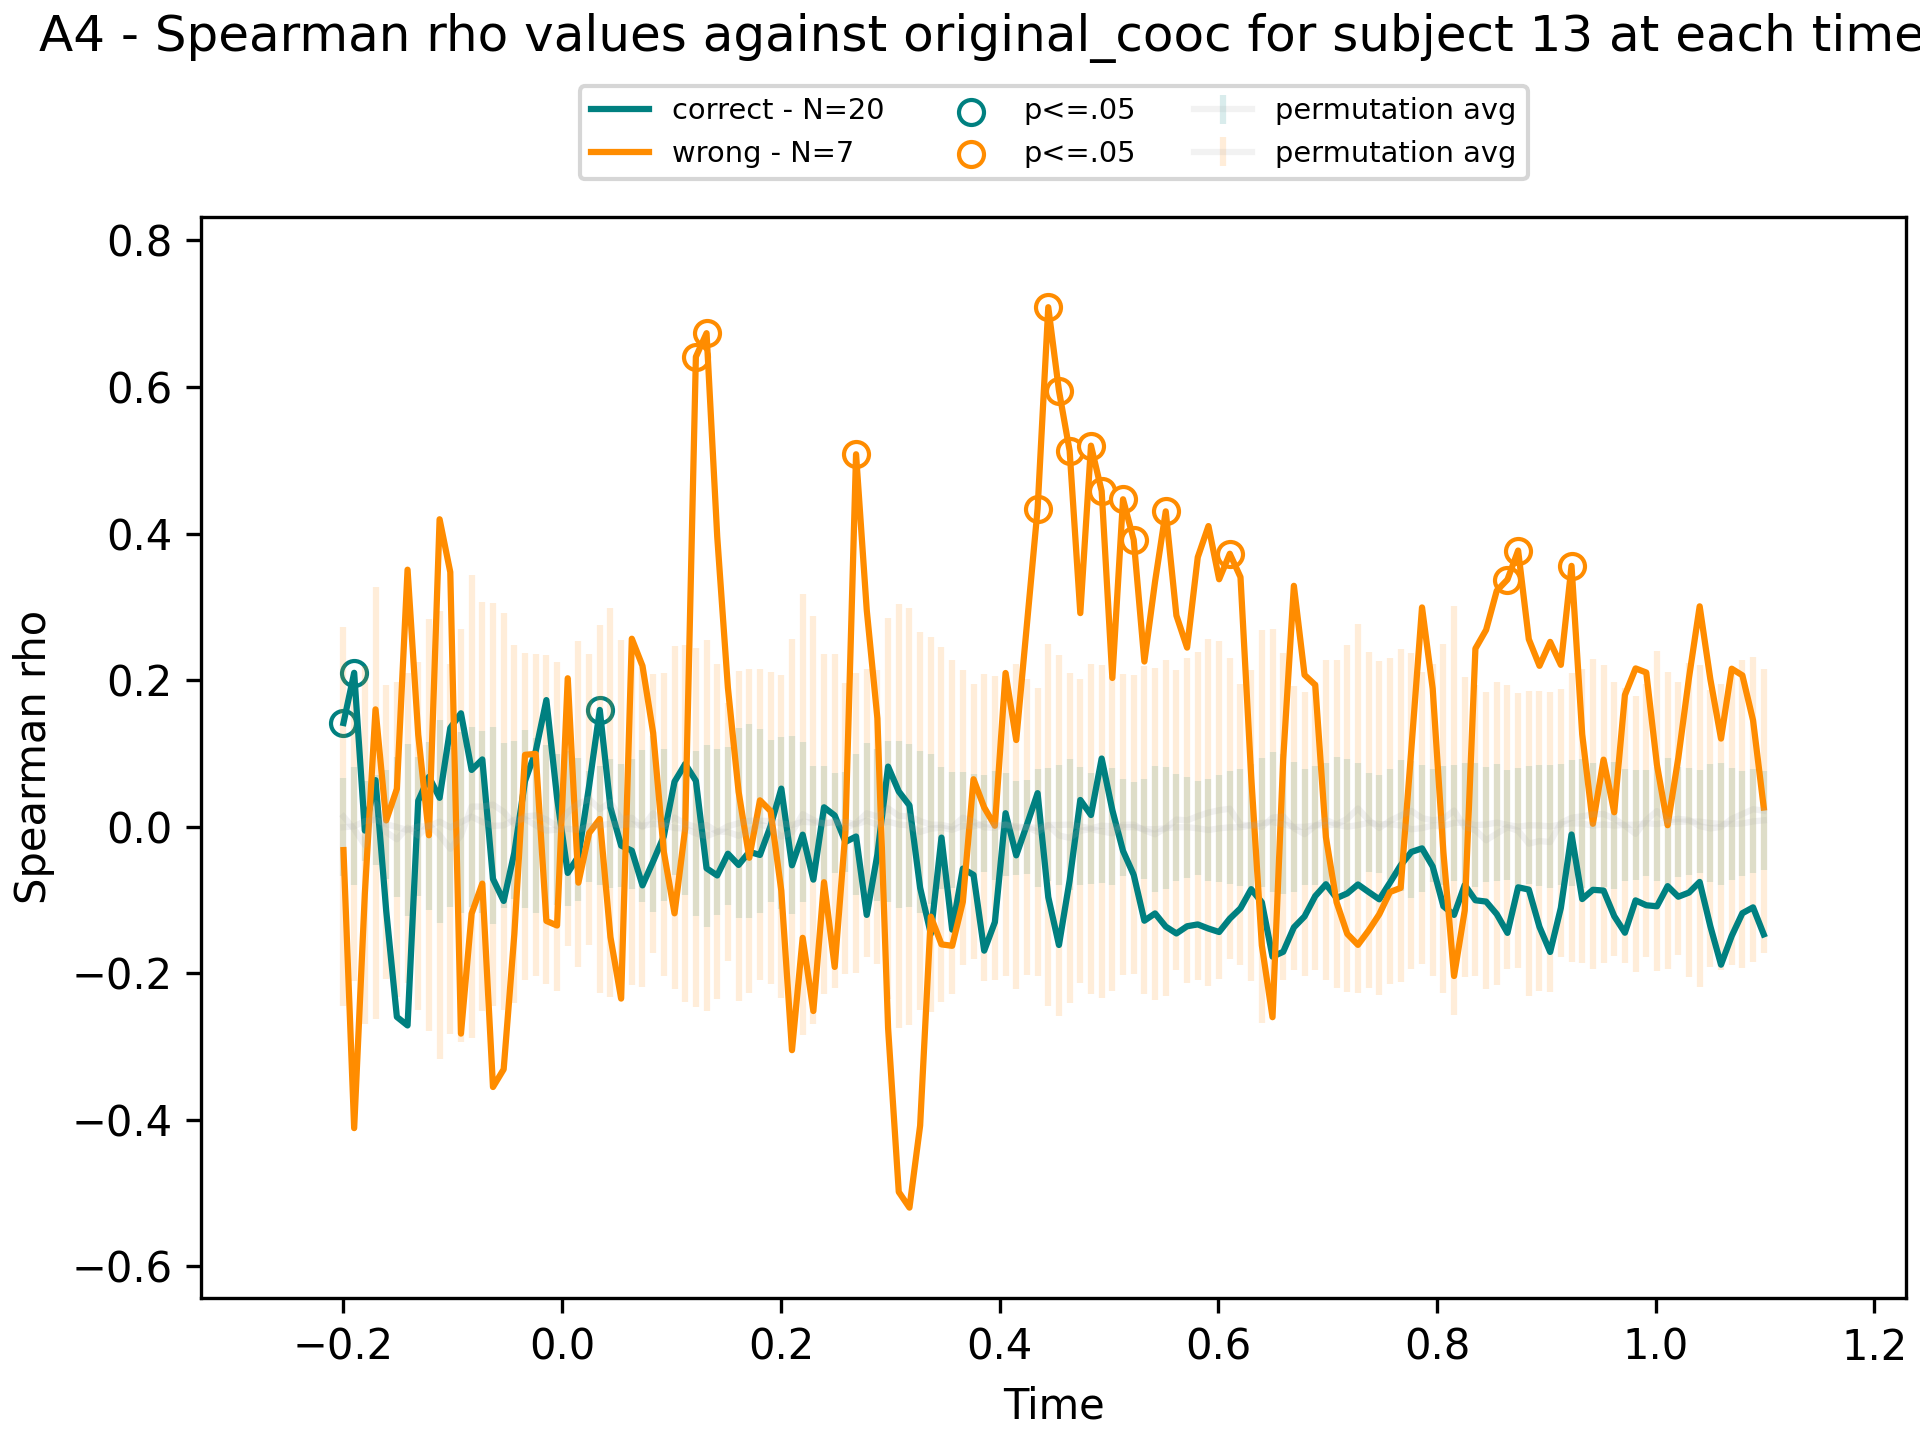 A4 - Spearman rho values against original_cooc for subject 13 at each time
correct - N=20 p<=.05 permutation avg
wrong - N=7 p<=.05 permutation avg
0.8
0.6
0.4
0.2
0.0
−0.2
−0.4
−0.6
Spearman rho
−0.2 0.0 0.2 0.4 0.6 0.8 1.0 1.2
Time